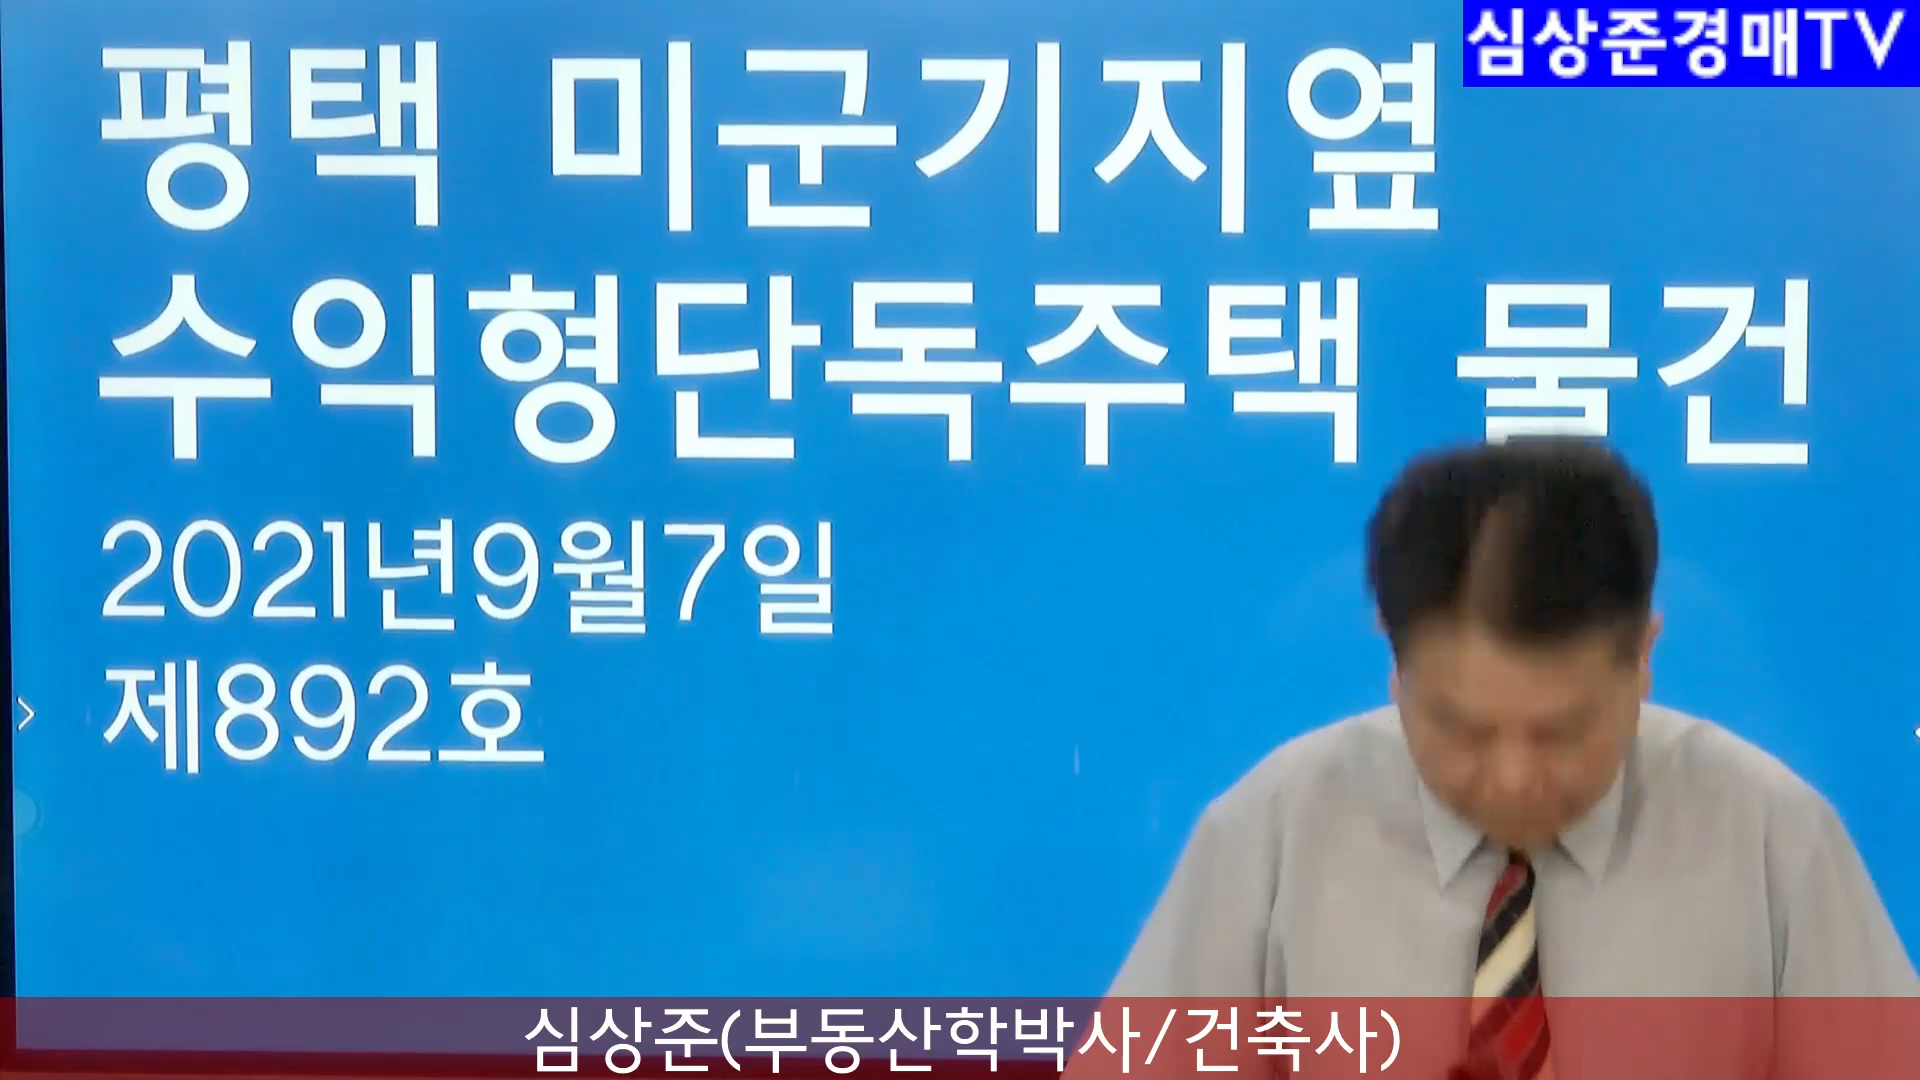 심상준경매TV
평택 미군기지옆
수익형단독주택 물건
2021년9월7일
제892호
심상준(부동산학박사/건축사)